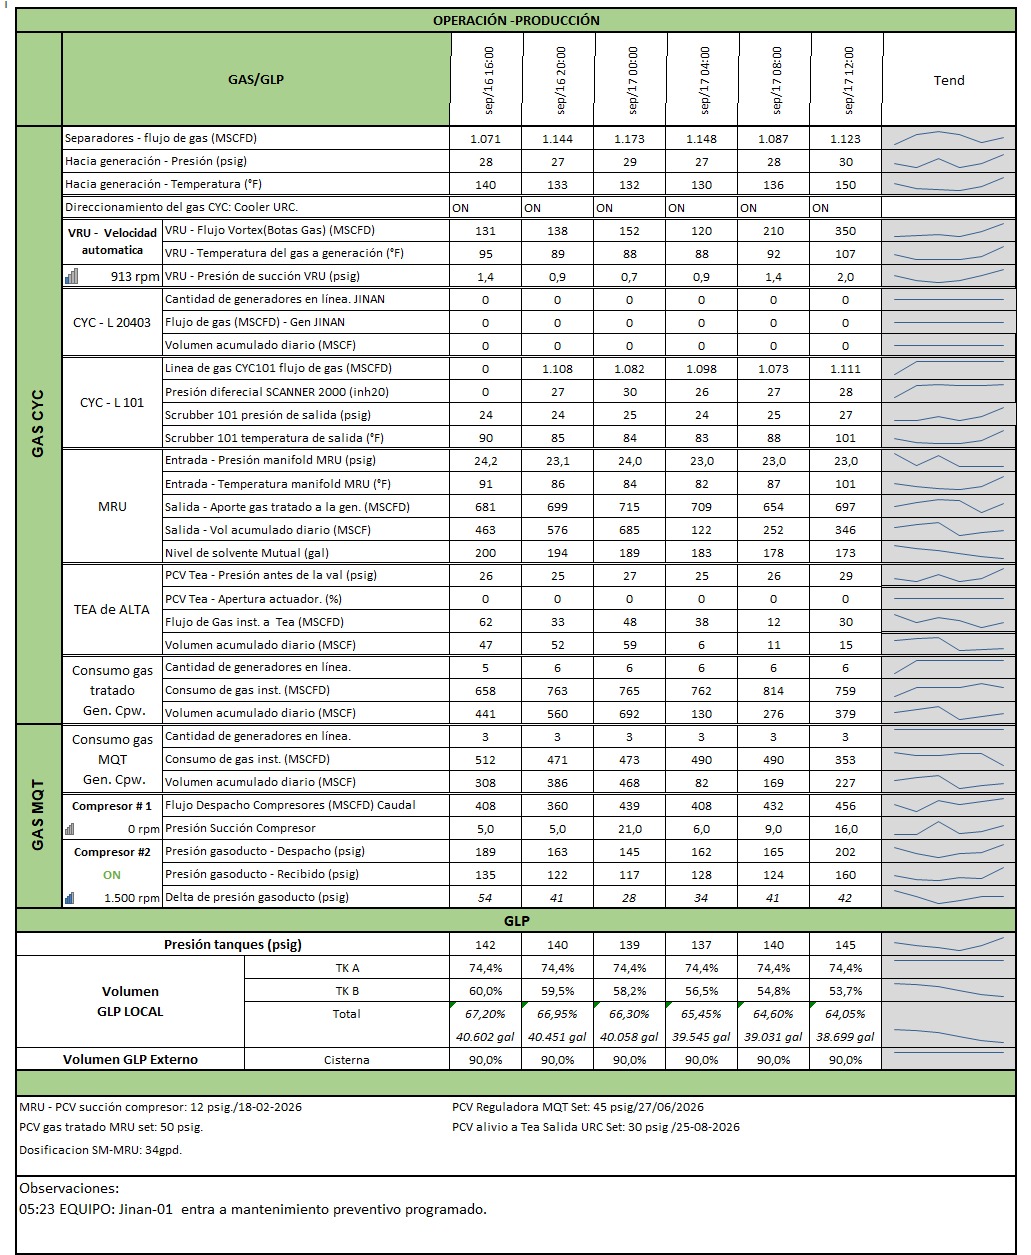 OPERACIÓN -PRODUCCIÓN
GAS/GLP sep/16 16:00 sep/16 20:00 sep/17 00:00 sep/17 04:00 sep/17 08:00 sep/17 12:00 Tend
GAS CYC
Separadores - flujo de gas (MSCFD) 1.071 1.144 1.173 1.148 1.087 1.123
Hacia generación - Presión (psig) 28 27 29 27 28 30
Hacia generación - Temperatura (°F) 140 133 132 130 136 150
Direccionamiento del gas CYC: Cooler URC. ON ON ON ON ON ON
VRU - Velocidad automatica
913 rpm
VRU - Flujo Vortex(Botas Gas) (MSCFD) 131 138 152 120 210 350
VRU - Temperatura del gas a generación (°F) 95 89 88 88 92 107
VRU - Presión de succión VRU (psig) 1,4 0,9 0,7 0,9 1,4 2,0
CYC - L 20403
Cantidad de generadores en línea. JINAN 0 0 0 0 0 0
Flujo de gas (MSCFD) - Gen JINAN 0 0 0 0 0 0
Volumen acumulado diario (MSCF) 0 0 0 0 0 0
CYC - L 101
Linea de gas CYC101 flujo de gas (MSCFD) 0 1.108 1.082 1.098 1.073 1.111
Presión diferecial SCANNER 2000 (inh20) 0 27 30 26 27 28
Scrubber 101 presión de salida (psig) 24 24 25 24 25 27
Scrubber 101 temperatura de salida (°F) 90 85 84 83 88 101
MRU
Entrada - Presión manifold MRU (psig) 24,2 23,1 24,0 23,0 23,0 23,0
Entrada - Temperatura manifold MRU (°F) 91 86 84 82 87 101
Salida - Aporte gas tratado a la gen. (MSCFD) 681 699 715 709 654 697
Salida - Vol acumulado diario (MSCF) 463 576 685 122 252 346
Nivel de solvente Mutual (gal) 200 194 189 183 178 173
TEA de ALTA
PCV Tea - Presión antes de la val (psig) 26 25 27 25 26 29
PCV Tea - Apertura actuador. (%) 0 0 0 0 0 0
Flujo de Gas inst. a Tea (MSCFD) 62 33 48 38 12 30
Volumen acumulado diario (MSCF) 47 52 59 6 11 15
Consumo gas tratado Gen. Cpw.
Cantidad de generadores en línea. 5 6 6 6 6 6
Consumo de gas inst. (MSCFD) 658 763 765 762 814 759
Volumen acumulado diario (MSCF) 441 560 692 130 276 379
GAS MQT
Consumo gas MQT Gen. Cpw.
Cantidad de generadores en línea. 3 3 3 3 3 3
Consumo de gas inst. (MSCFD) 512 471 473 490 490 353
Volumen acumulado diario (MSCF) 308 386 468 82 169 227
Compresor # 1
0 rpm
Flujo Despacho Compresores (MSCFD) Caudal 408 360 439 408 432 456
Presión Succión Compresor 5,0 5,0 21,0 6,0 9,0 16,0
Compresor #2
ON
1.500 rpm
Presión gasoducto - Despacho (psig) 189 163 145 162 165 202
Presión gasoducto - Recibido (psig) 135 122 117 128 124 160
Delta de presión gasoducto (psig) 54 41 28 34 41 42
GLP
Presión tanques (psig) 142 140 139 137 140 145
Volumen GLP LOCAL
TK A 74,4% 74,4% 74,4% 74,4% 74,4% 74,4%
TK B 60,0% 59,5% 58,2% 56,5% 54,8% 53,7%
Total 67,20% 66,95% 66,30% 65,45% 64,60% 64,05%
40.602 gal 40.451 gal 40.058 gal 39.545 gal 39.031 gal 38.699 gal
Volumen GLP Externo Cisterna 90,0% 90,0% 90,0% 90,0% 90,0% 90,0%
MRU - PCV succión compresor: 12 psig./18-02-2026 PCV Reguladora MQT Set: 45 psig/27/06/2026
PCV gas tratado MRU set: 50 psig. PCV alivio a Tea Salida URC Set: 30 psig /25-08-2026
Dosificacion SM-MRU: 34gpd.
Observaciones:
05:23 EQUIPO: Jinan-01 entra a mantenimiento preventivo programado.